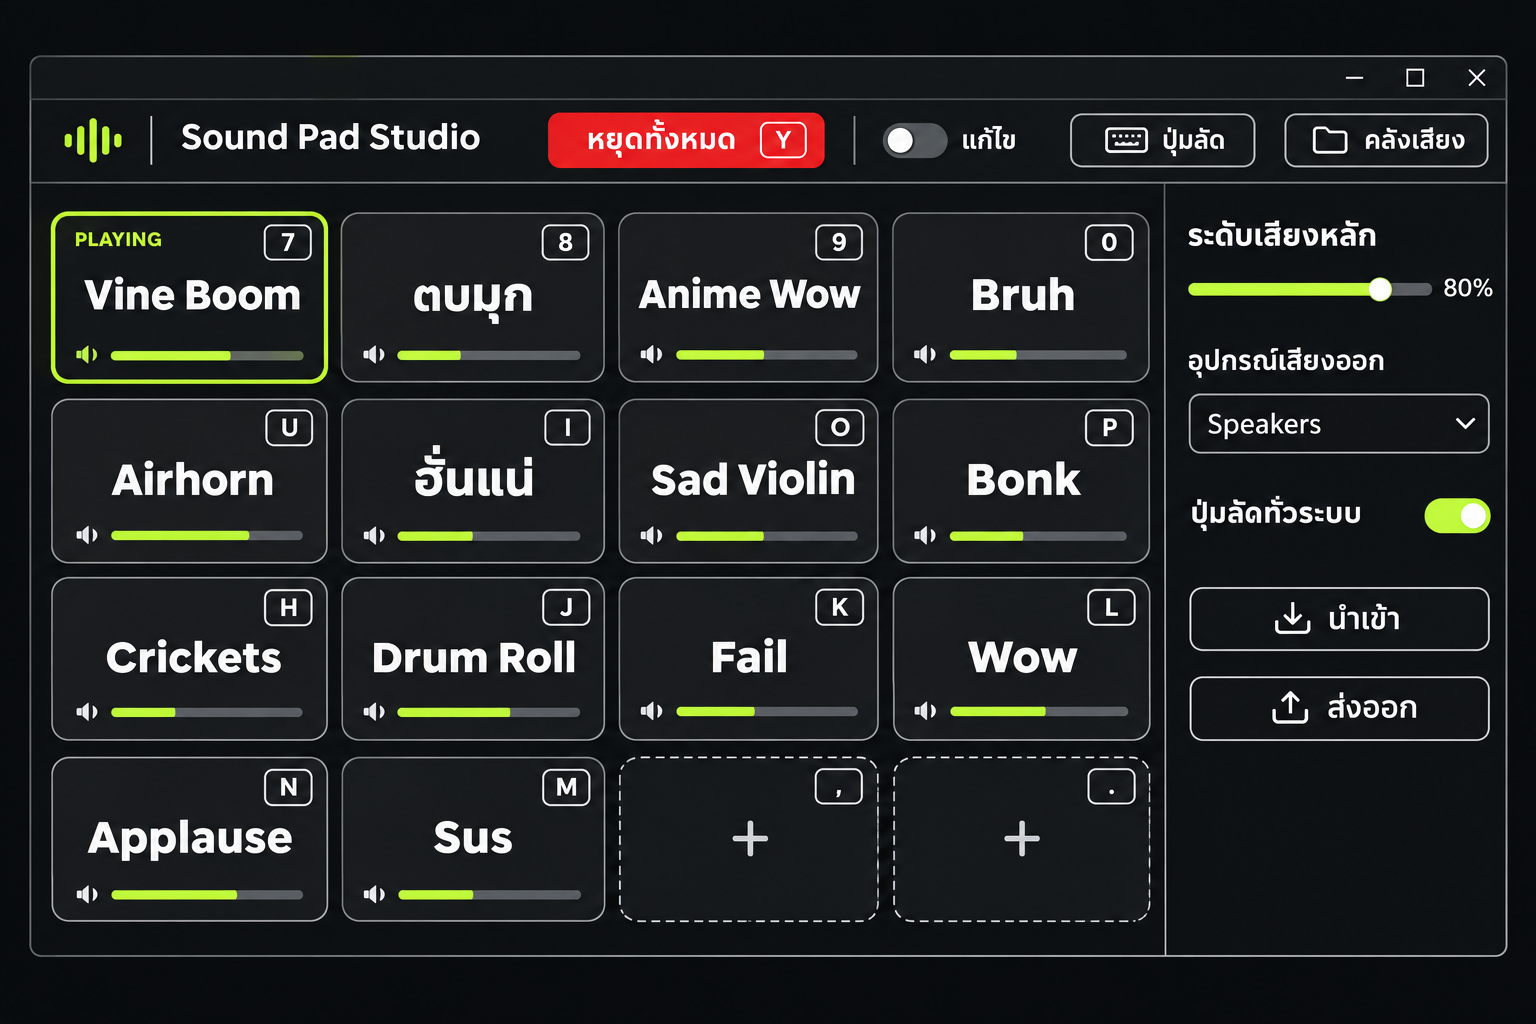 Sound Pad Studio
หยุดทั้งหมด Y
แก้ไข
ปุ่มลัด
คลังเสียง
PLAYING 7
Vine Boom
8
ตบมุก
9
Anime Wow
0
Bruh
U
Airhorn
I
ฮั่นแน่
O
Sad Violin
P
Bonk
H
Crickets
J
Drum Roll
K
Fail
L
Wow
N
Applause
M
Sus
,
+
.
+
ระดับเสียงหลัก
80%
อุปกรณ์เสียงออก
Speakers
ปุ่มลัดทั่วระบบ
นำเข้า
ส่งออก